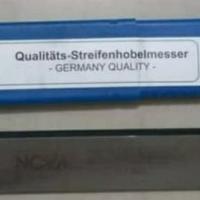 Qualitäts-Streifenhobelmesser
- GERMANY QUALITY -